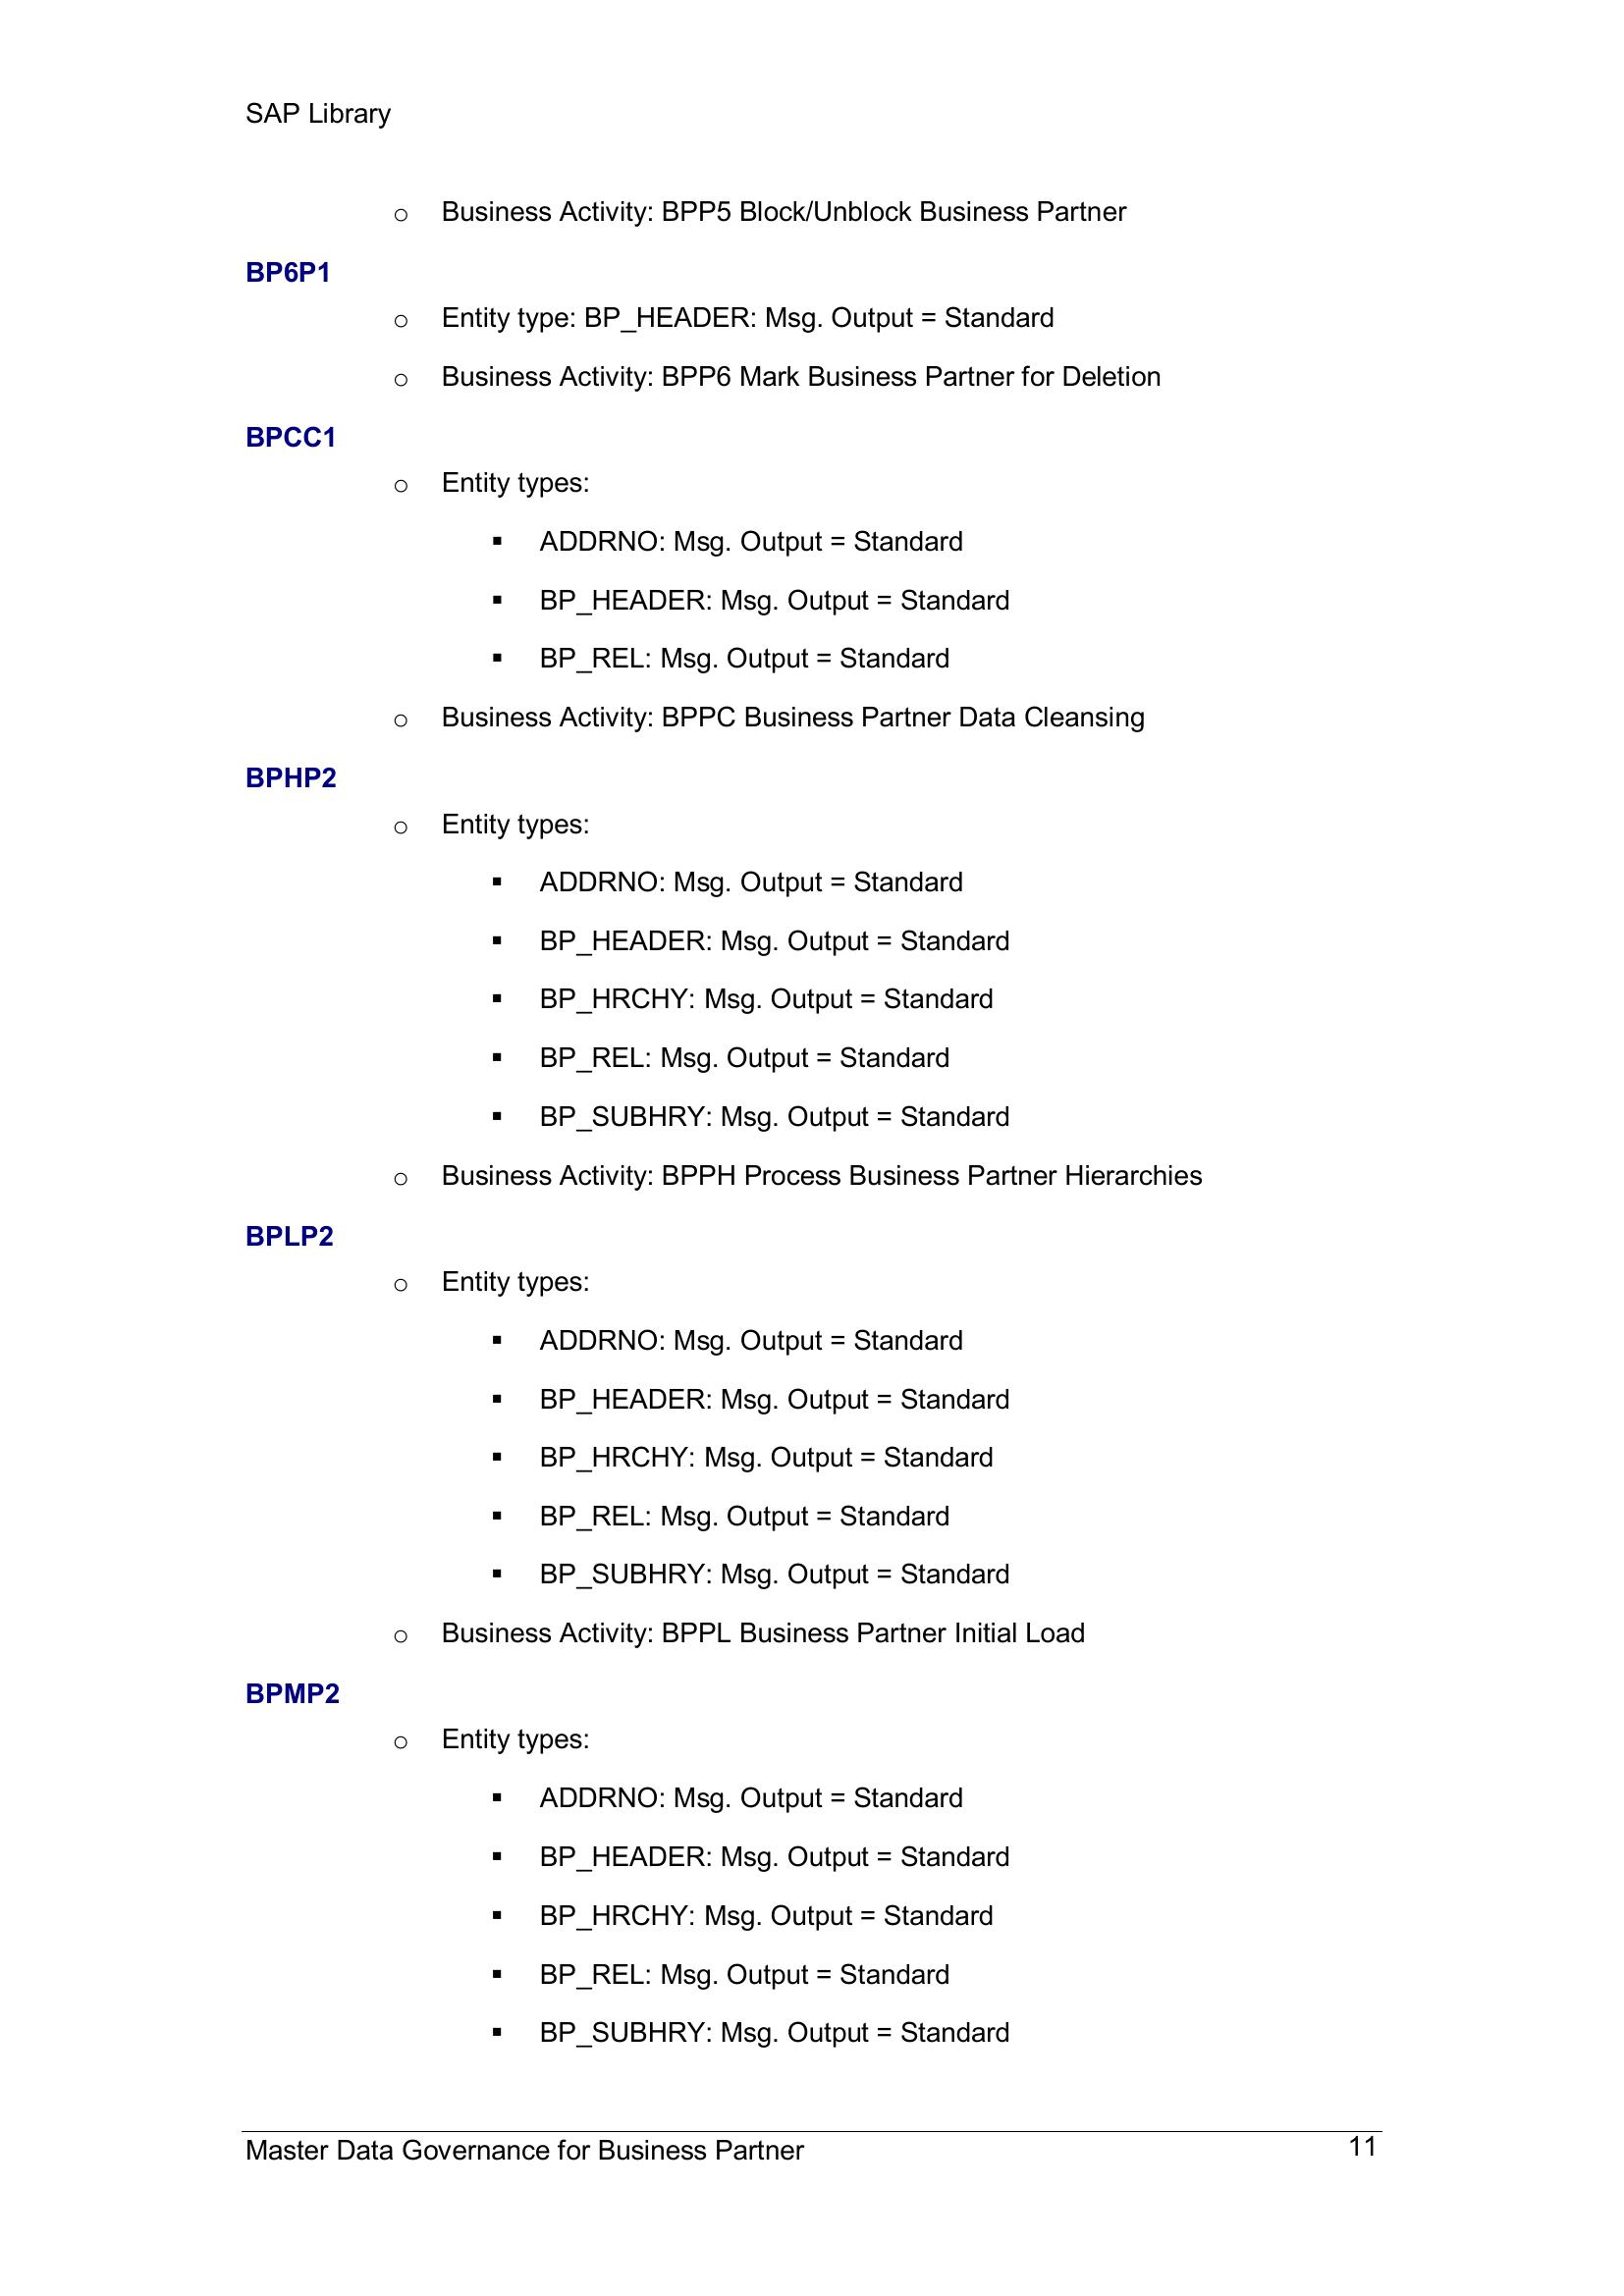 SAP Library
o Business Activity: BPP5 Block/Unblock Business Partner
BP6P1
o Entity type: BP_HEADER: Msg. Output = Standard
o Business Activity: BPP6 Mark Business Partner for Deletion
BPCC1
o Entity types:
▪ ADDRNO: Msg. Output = Standard
▪ BP_HEADER: Msg. Output = Standard
▪ BP_REL: Msg. Output = Standard
o Business Activity: BPPC Business Partner Data Cleansing
BPHP2
o Entity types:
▪ ADDRNO: Msg. Output = Standard
▪ BP_HEADER: Msg. Output = Standard
▪ BP_HRCHY: Msg. Output = Standard
▪ BP_REL: Msg. Output = Standard
▪ BP_SUBHRY: Msg. Output = Standard
o Business Activity: BPPH Process Business Partner Hierarchies
BPLP2
o Entity types:
▪ ADDRNO: Msg. Output = Standard
▪ BP_HEADER: Msg. Output = Standard
▪ BP_HRCHY: Msg. Output = Standard
▪ BP_REL: Msg. Output = Standard
▪ BP_SUBHRY: Msg. Output = Standard
o Business Activity: BPPL Business Partner Initial Load
BPMP2
o Entity types:
▪ ADDRNO: Msg. Output = Standard
▪ BP_HEADER: Msg. Output = Standard
▪ BP_HRCHY: Msg. Output = Standard
▪ BP_REL: Msg. Output = Standard
▪ BP_SUBHRY: Msg. Output = Standard
Master Data Governance for Business Partner 11